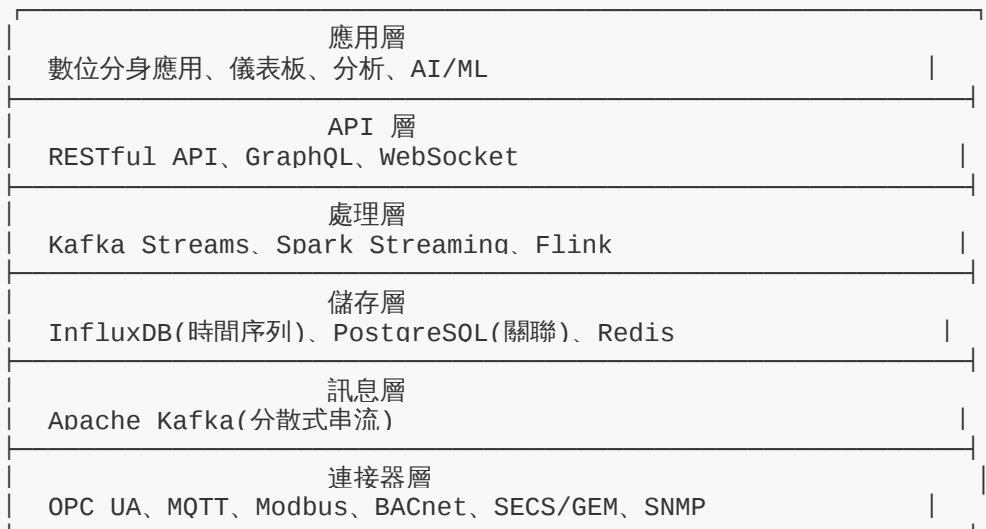 應用層
數位分身應用、儀表板、分析、AI/ML
API 層
RESTful API、GraphQL、WebSocket
處理層
Kafka Streams、Spark Streaming、Flink
儲存層
InfluxDB(時間序列)、PostgreSQL(關聯)、Redis
訊息層
Apache Kafka(分散式串流)
連接器層
OPC UA、MQTT、Modbus、BACnet、SECS/GEM、SNMP